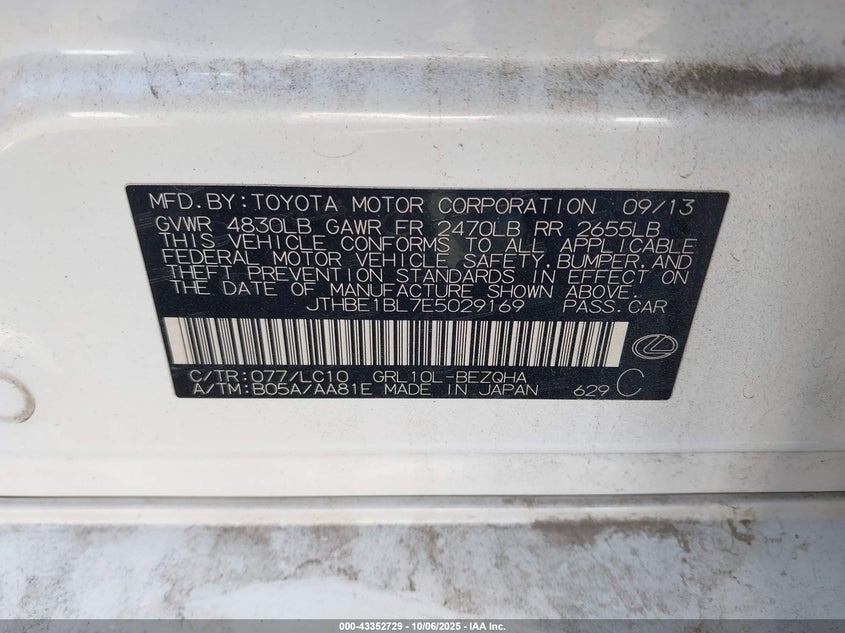 MFD.BY:TOYOTA MOTOR CORPORATION 09/13
GVWR 4830LB GAWR FR 2470LB RR 2655LB
THIS VEHICLE CONFORMS TO ALL APPLICABLE
FEDERAL MOTOR VEHICLE SAFETY,BUMPER,AND
THEFT PREVENTION STANDARDS IN EFFECT ON
THE DATE OF MANUFACTURE SHOWN ABOVE.
JTHBE1BL7E5029169 PASS.CAR
C/TR:077/LC10 GRL10L-BEZQHA
A/TM:B05A/AA81E MADE IN JAPAN 629 C
000-43352729 - 10/06/2025 - IAA Inc.